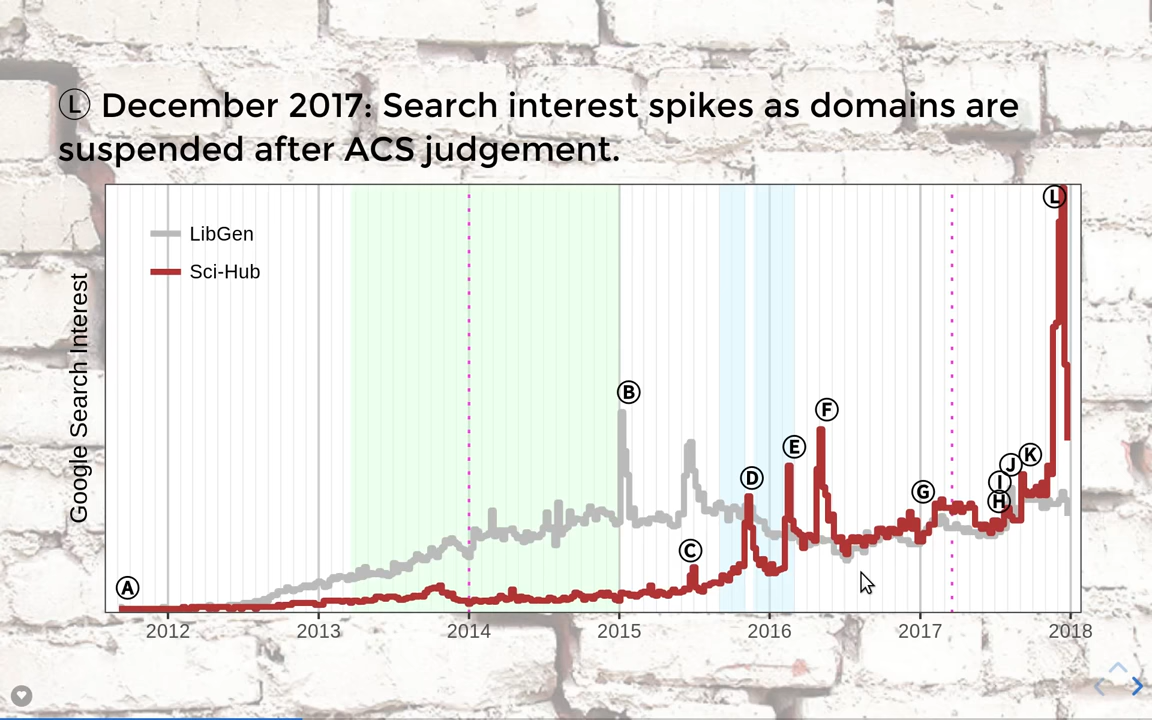 Ⓛ December 2017: Search interest spikes as domains are
suspended after ACS judgement.
L
LibGen
Sci-Hub
Google Search Interest
B
F
E
K
J
D
I
G
H
C
A
2012 2013 2014 2015 2016 2017 2018